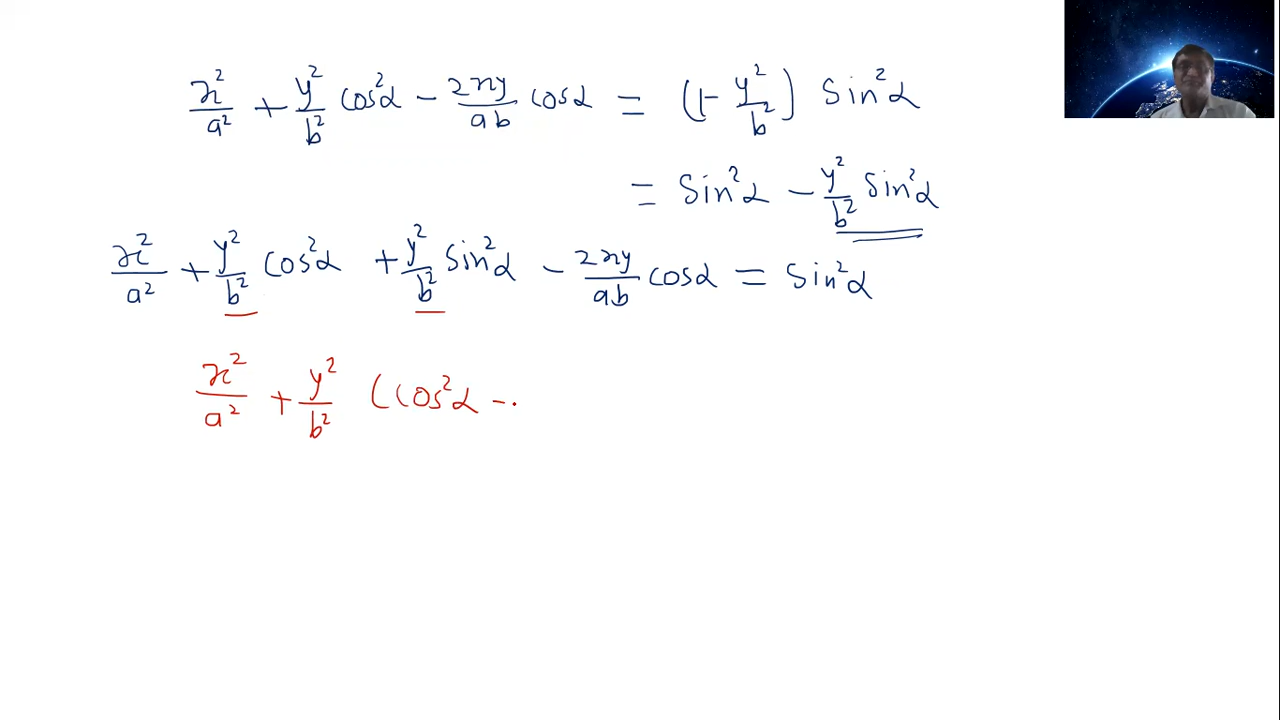 x²/a² + y²/b² cos²α − 2xy/ab cosα = (1 − y²/b²) Sin²α
= Sin²α − y²/b² Sin²α
x²/a² + y²/b² Cos²α + y²/b² Sin²α − 2xy/ab cosα = Sin²α
x²/a² + y²/b² (cos²α -.